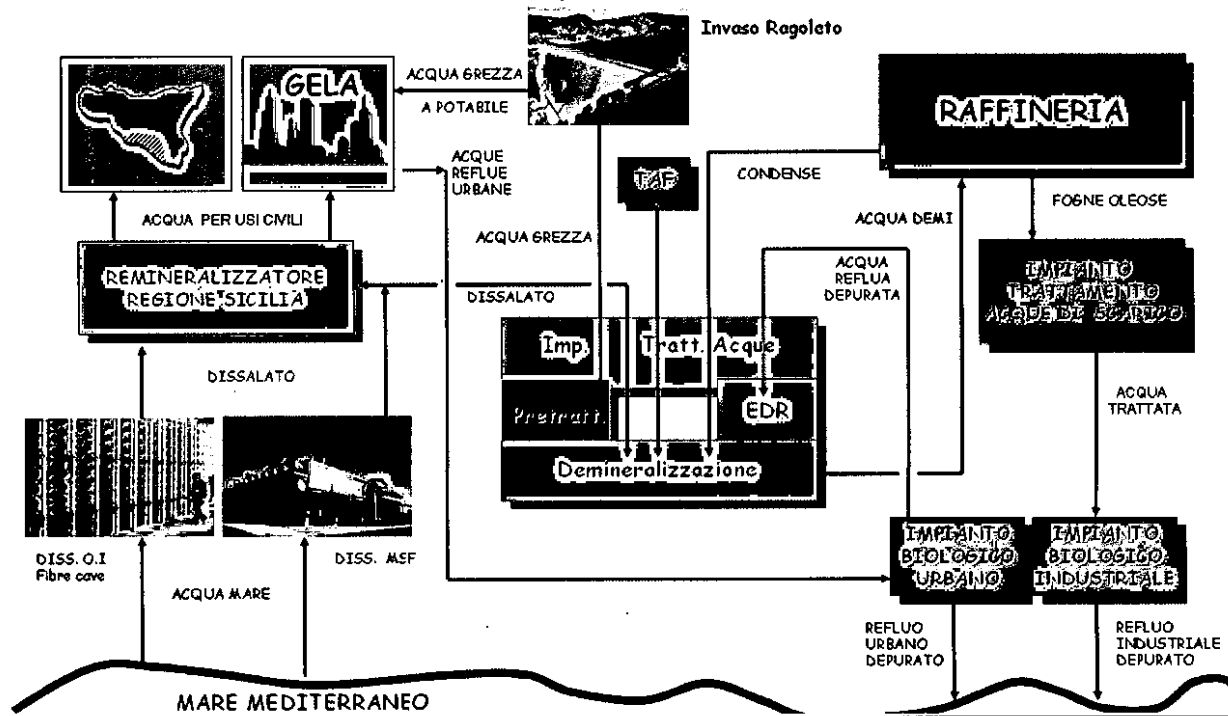 Invaso Ragoleto
GELA
ACQUA GREZZA
A POTABILE
RAFFINERIA
ACQUE
REFLUE
URBANE
TAF
CONDENSE
FOGNE OLEOSE
ACQUA PER USI CIVILI
ACQUA DEMI
ACQUA GREZZA
REMINERALIZZATORE
REGIONE SICILIA
ACQUA
REFLUA
DEPURATA
IMPIANTO
TRATTAMENTO
ACQUE DI SCARICO
DISSALATO
Imp. Tratt. Acque
DISSALATO
Pretratt.
EDR
ACQUA
TRATTATA
Demineralizzazione
DISS. O.I
Fibre cave
DISS. MSF
IMPIANTO
BIOLOGICO
URBANO
IMPIANTO
BIOLOGICO
INDUSTRIALE
ACQUA MARE
REFLUO
URBANO
DEPURATO
REFLUO
INDUSTRIALE
DEPURATO
MARE MEDITERRANEO